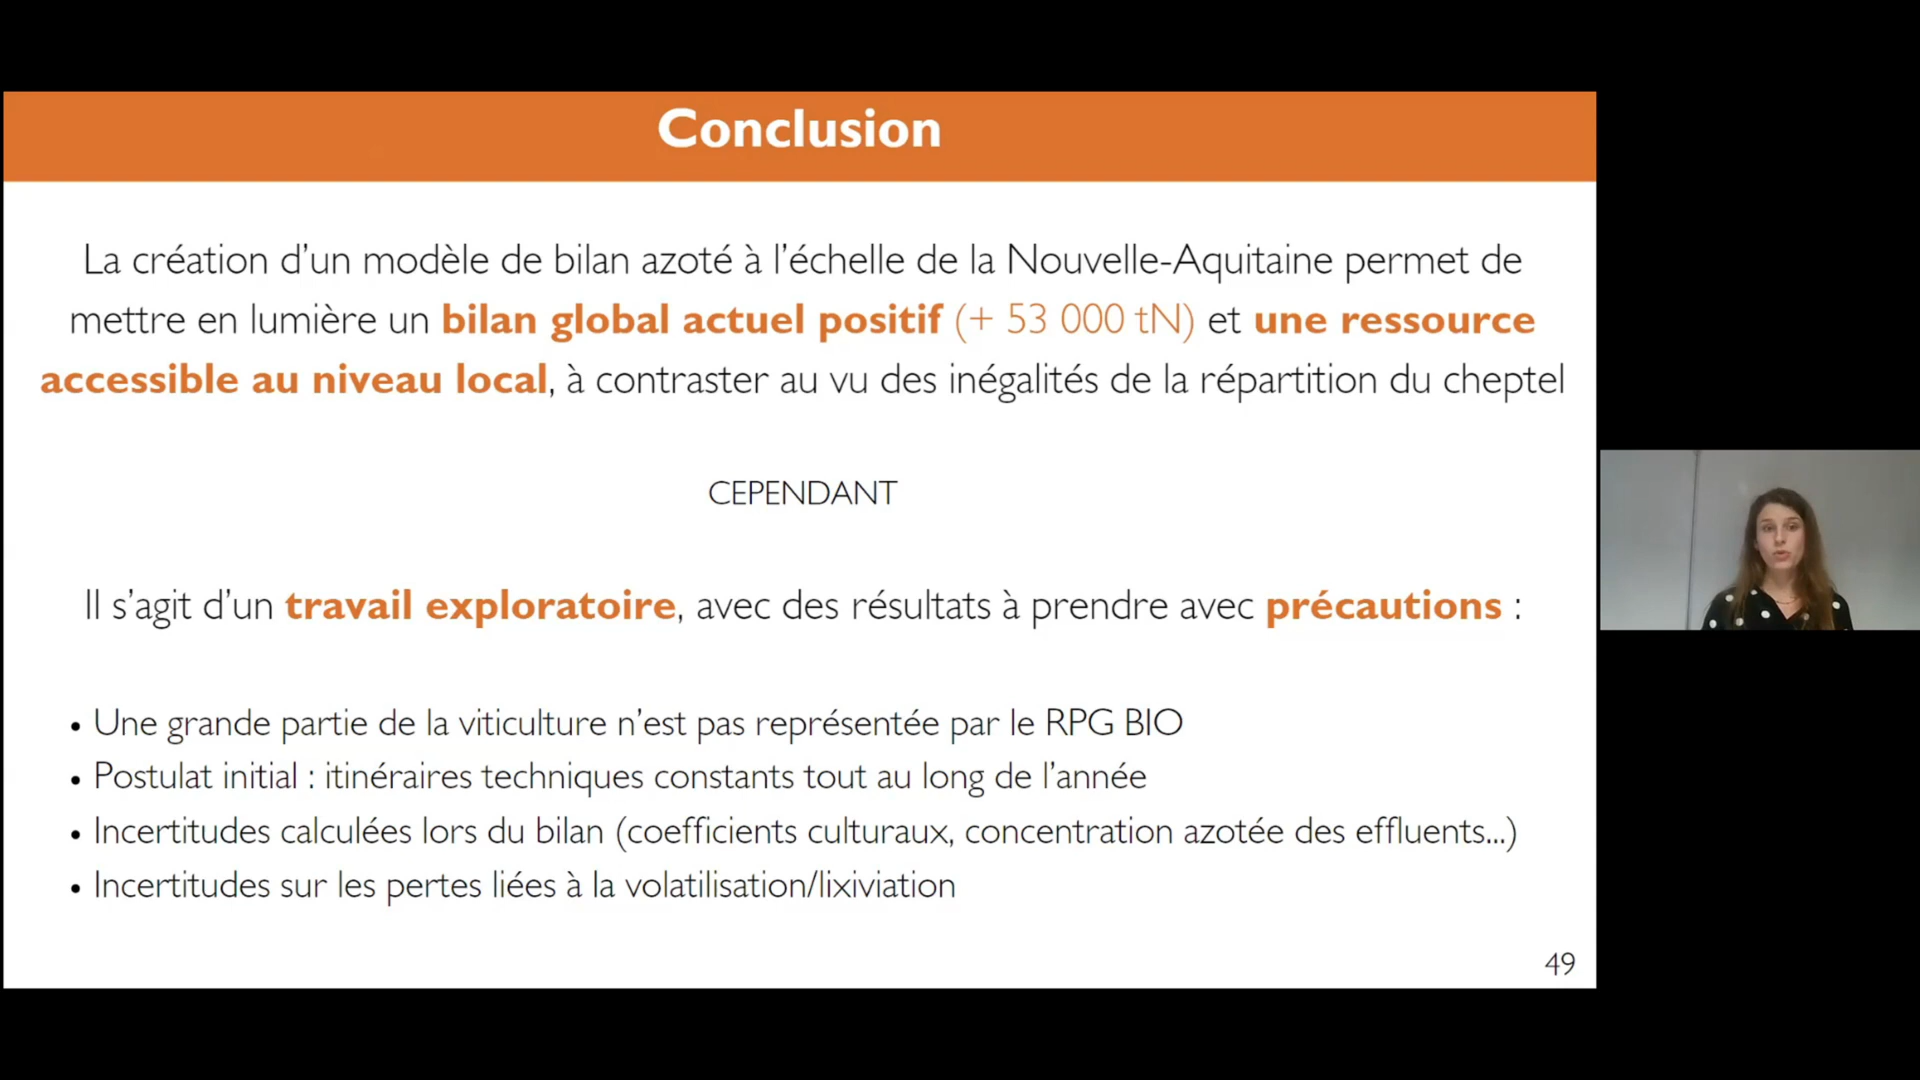 Conclusion
La création d’un modèle de bilan azoté à l’échelle de la Nouvelle-Aquitaine permet de
mettre en lumière un bilan global actuel positif (+ 53 000 tN) et une ressource
accessible au niveau local, à contraster au vu des inégalités de la répartition du cheptel
CEPENDANT
Il s’agit d’un travail exploratoire, avec des résultats à prendre avec précautions :
• Une grande partie de la viticulture n’est pas représentée par le RPG BIO
• Postulat initial : itinéraires techniques constants tout au long de l’année
• Incertitudes calculées lors du bilan (coefficients culturaux, concentration azotée des effluents...)
• Incertitudes sur les pertes liées à la volatilisation/lixiviation
49